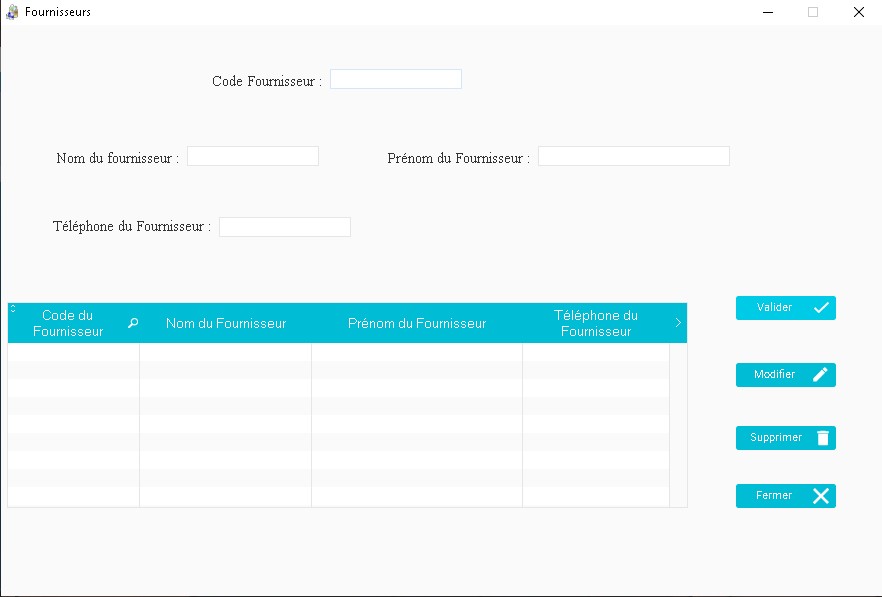 Fournisseurs
Code Fournisseur :
Nom du fournisseur :
Prénom du Fournisseur :
Téléphone du Fournisseur :
Code du
Fournisseur
Nom du Fournisseur
Prénom du Fournisseur
Téléphone du
Fournisseur
Valider
Modifier
Supprimer
Fermer